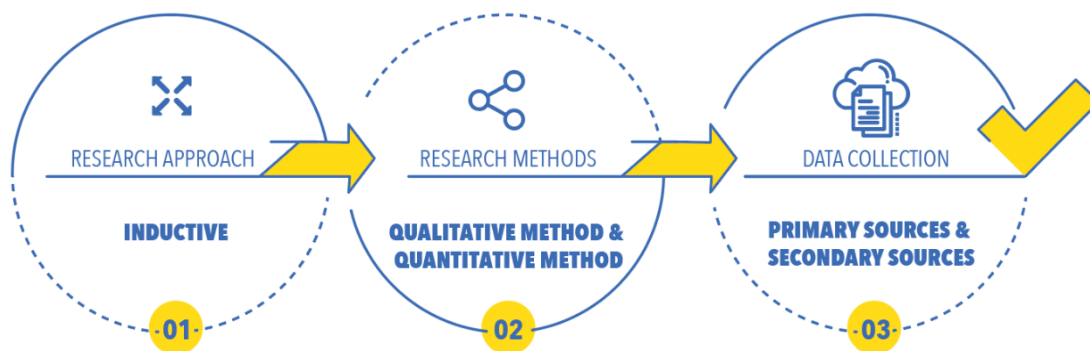 RESEARCH APPROACH
INDUCTIVE
01
RESEARCH METHODS
QUALITATIVE METHOD &
QUANTITATIVE METHOD
02
DATA COLLECTION
PRIMARY SOURCES &
SECONDARY SOURCES
03